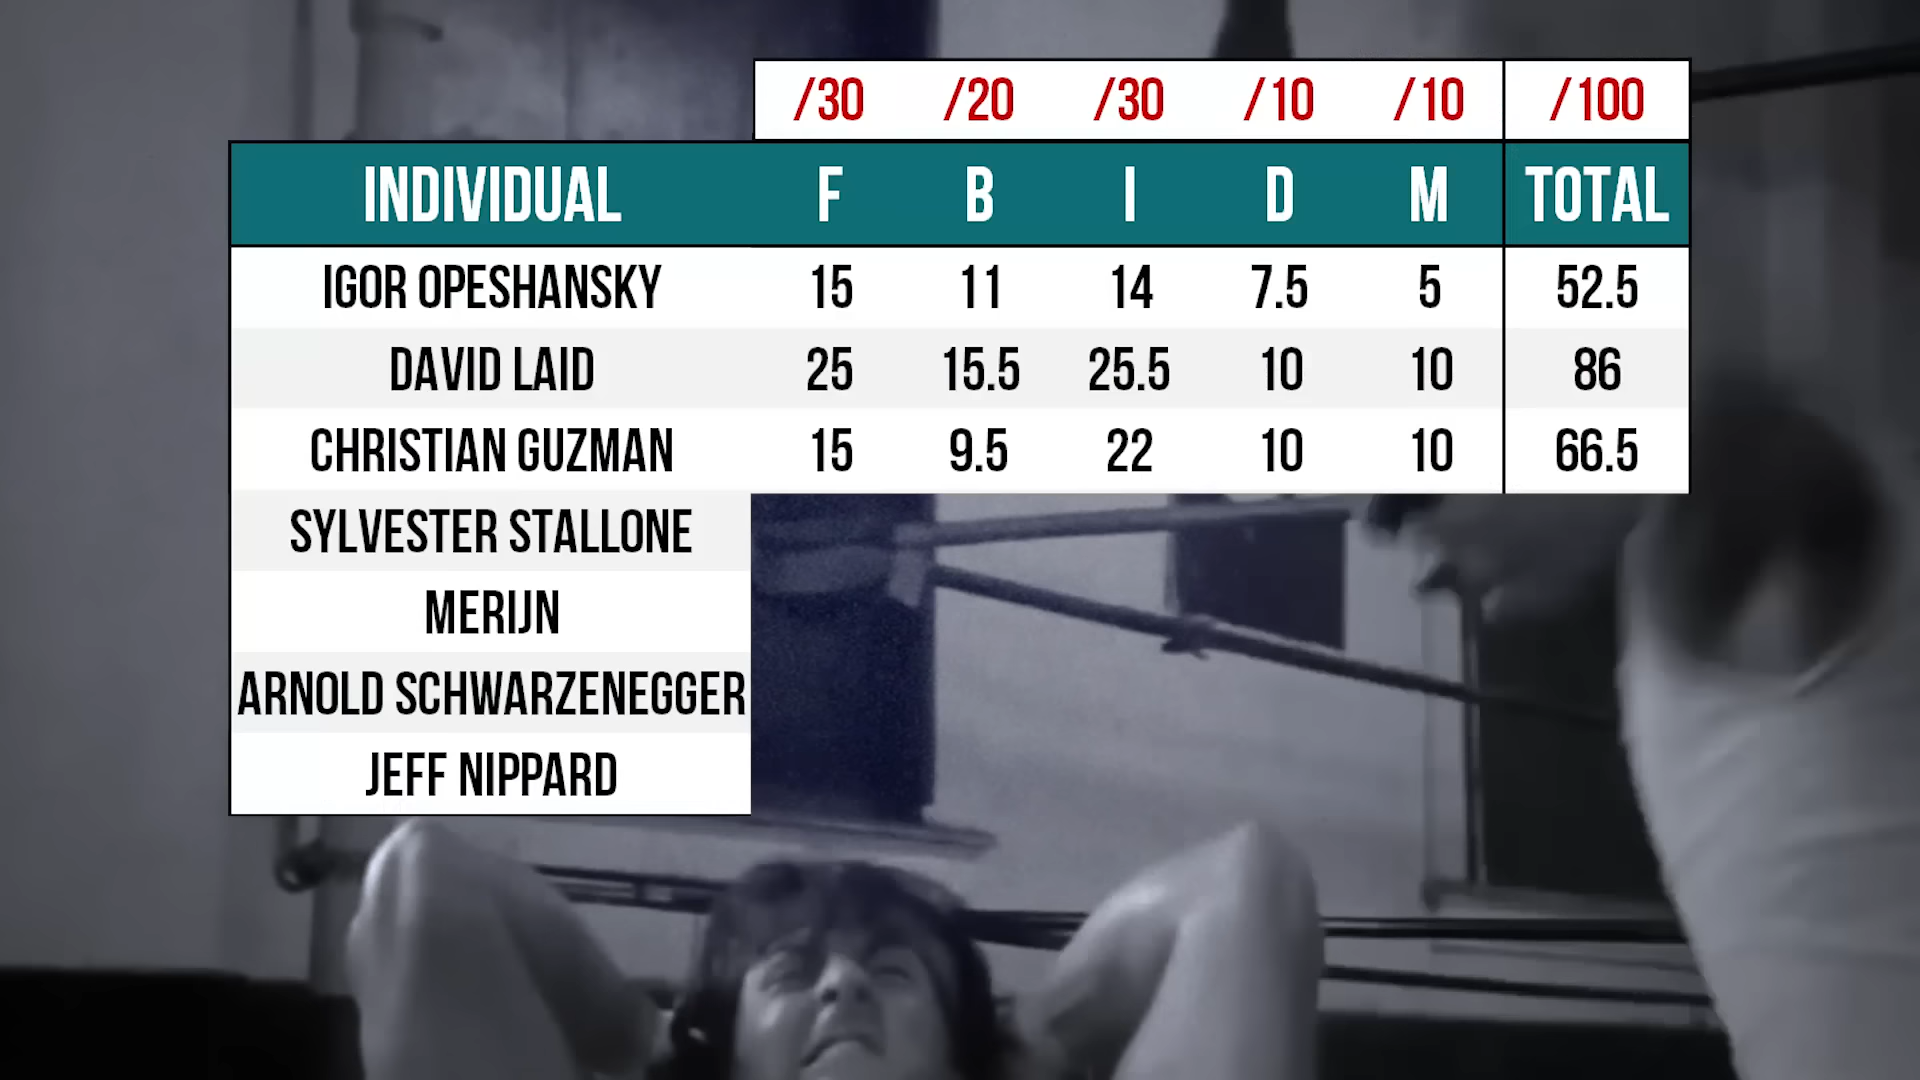 /30 /20 /30 /10 /10 /100
INDIVIDUAL F B I D M TOTAL
IGOR OPESHANSKY 15 11 14 7.5 5 52.5
DAVID LAID 25 15.5 25.5 10 10 86
CHRISTIAN GUZMAN 15 9.5 22 10 10 66.5
SYLVESTER STALLONE
MERIJN
ARNOLD SCHWARZENEGGER
JEFF NIPPARD